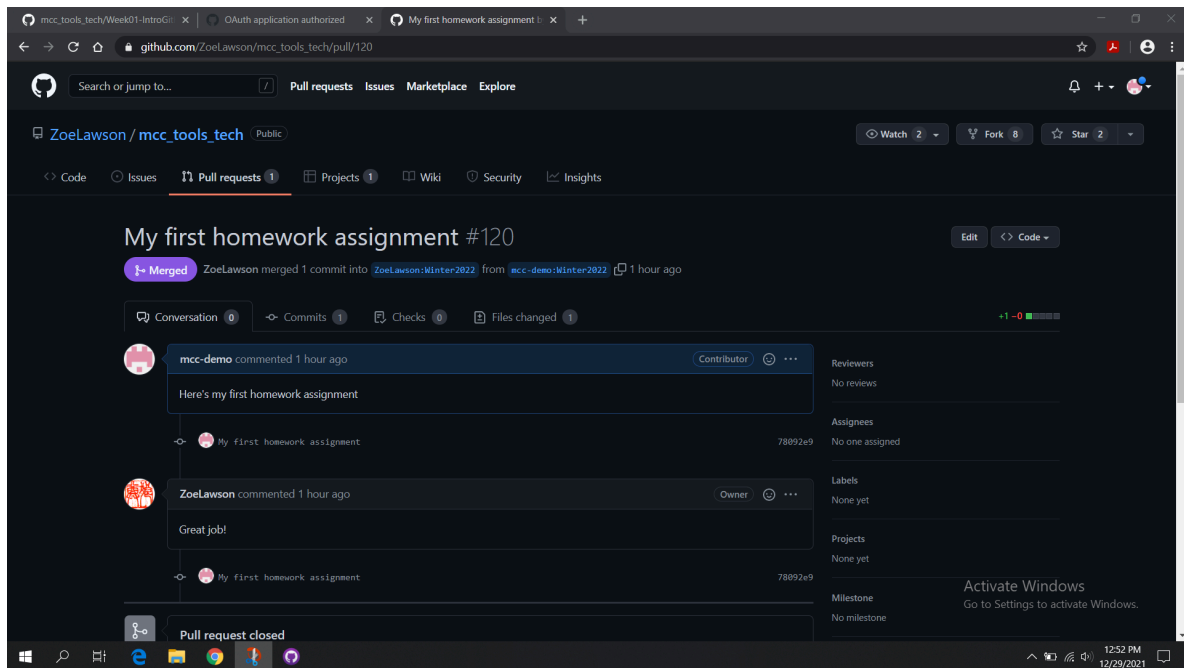 mcc_tools_tech/Week01-IntroGi
OAuth application authorized
My first homework assignment b
github.com/ZoeLawson/mcc_tools_tech/pull/120
Search or jump to... /
Pull requests Issues Marketplace Explore
ZoeLawson / mcc_tools_tech Public
Watch 2 Fork 8 Star 2
Code Issues Pull requests 1 Projects 1 Wiki Security Insights
My first homework assignment #120
Edit <> Code
Merged ZoeLawson merged 1 commit into ZoeLawson:Winter2022 from mcc-demo:Winter2022 1 hour ago
Conversation 0 Commits 1 Checks 0 Files changed 1
+1 −0
mcc-demo commented 1 hour ago Contributor
Here's my first homework assignment
My first homework assignment 78092e9
ZoeLawson commented 1 hour ago Owner
Great job!
My first homework assignment 78092e9
Pull request closed
Reviewers
No reviews
Assignees
No one assigned
Labels
None yet
Projects
None yet
Milestone
No milestone
Activate Windows
Go to Settings to activate Windows.
12:52 PM
12/29/2021